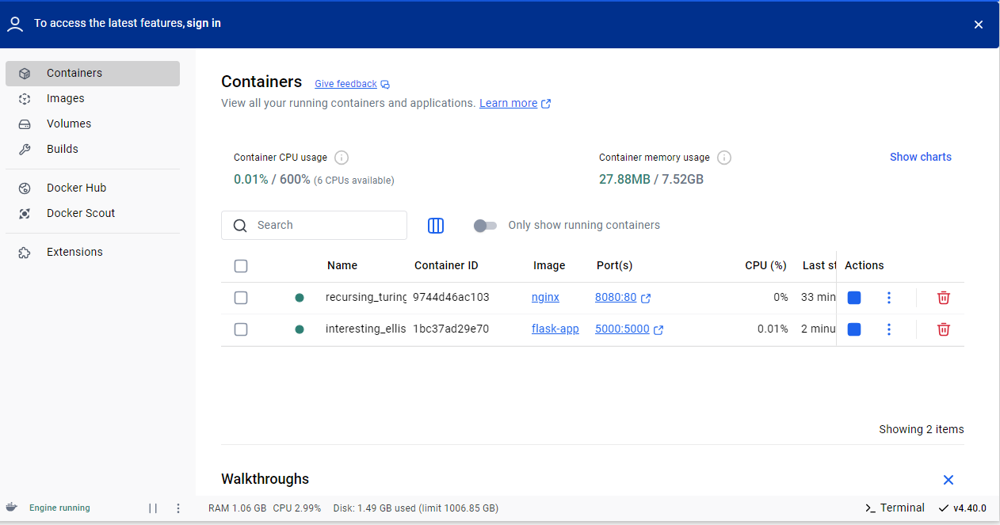 To access the latest features, sign in
Containers
Images
Volumes
Builds
Docker Hub
Docker Scout
Extensions
Containers Give feedback
View all your running containers and applications. Learn more
Container CPU usage
0.01% / 600% (6 CPUs available)
Container memory usage
27.88MB / 7.52GB
Show charts
Search
Only show running containers
Name Container ID Image Port(s) CPU (%) Last st Actions
recursing_turing 9744d46ac103 nginx 8080:80 0% 33 min
interesting_ellis 1bc37ad29e70 flask-app 5000:5000 0.01% 2 minu
Showing 2 items
Walkthroughs
Engine running RAM 1.06 GB CPU 2.99% Disk: 1.49 GB used (limit 1006.85 GB) >_ Terminal v4.40.0